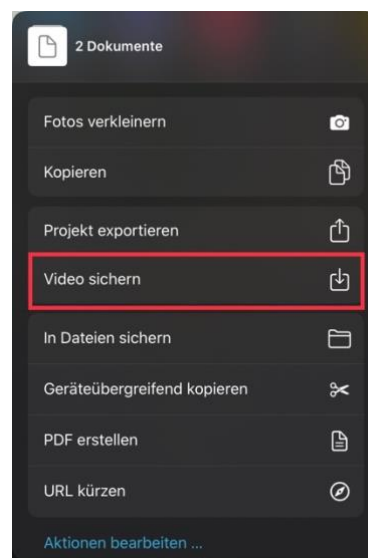 2 Dokumente
Fotos verkleinern
Kopieren
Projekt exportieren
Video sichern
In Dateien sichern
Geräteübergreifend kopieren
PDF erstellen
URL kürzen
Aktionen bearbeiten ...